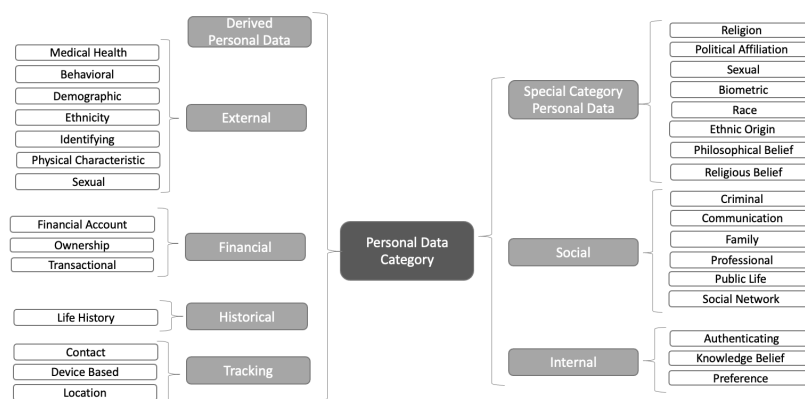 Derived
Personal Data
Medical Health
Behavioral
Demographic
Ethnicity
Identifying
Physical Characteristic
Sexual
External
Financial Account
Ownership
Transactional
Financial
Life History
Historical
Contact
Device Based
Location
Tracking
Personal Data
Category
Special Category
Personal Data
Religion
Political Affiliation
Sexual
Biometric
Race
Ethnic Origin
Philosophical Belief
Religious Belief
Social
Criminal
Communication
Family
Professional
Public Life
Social Network
Internal
Authenticating
Knowledge Belief
Preference